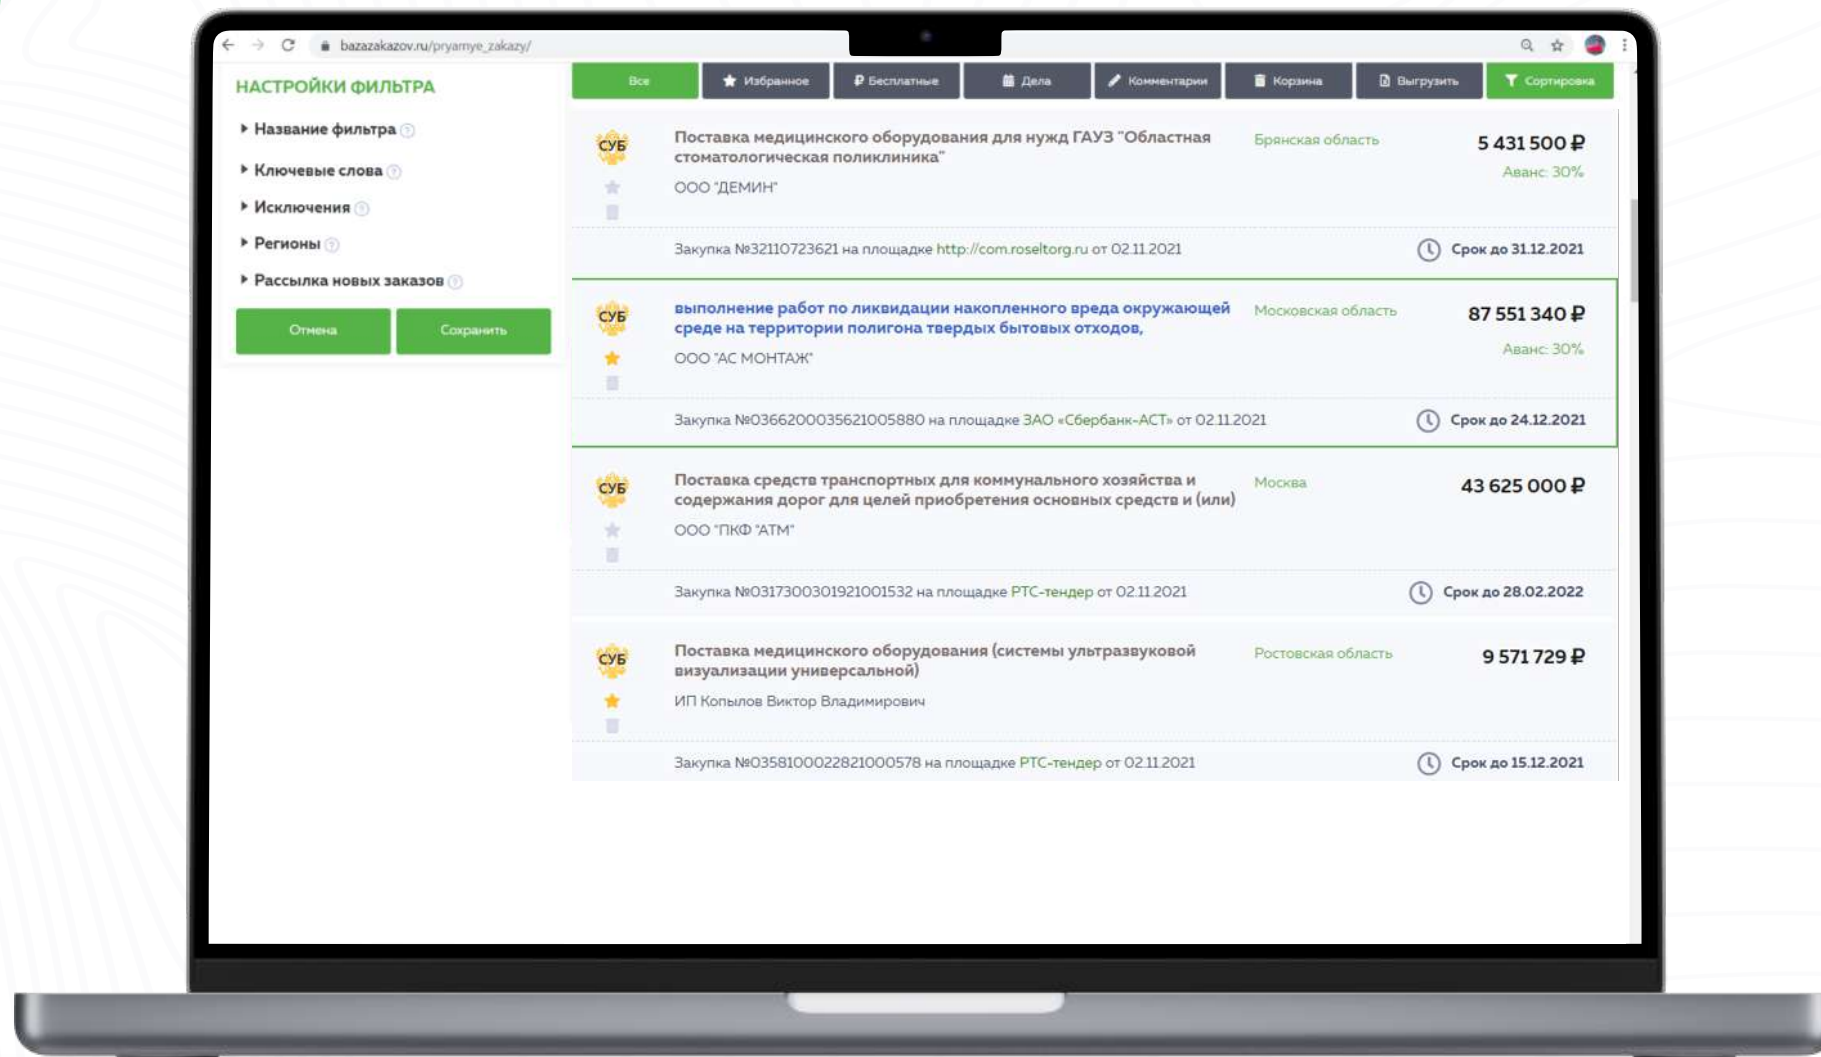 bazazakazov.ru/pryamye_zakazy/
НАСТРОЙКИ ФИЛЬТРА
Название фильтра ?
Ключевые слова ?
Исключения ?
Регионы ?
Рассылка новых заказов ?
Отмена
Сохранить
Все
Избранное
Бесплатные
Дела
Комментарии
Корзина
Выгрузить
Сортировка
СУБ
Поставка медицинского оборудования для нужд ГАУЗ "Областная
стоматологическая поликлиника"
ООО "ДЕМИН"
Брянская область
5 431 500 ₽
Аванс: 30%
Закупка №32110723621 на площадке http://com.roseltorg.ru от 02.11.2021
Срок до 31.12.2021
СУБ
выполнение работ по ликвидации накопленного вреда окружающей
среде на территории полигона твердых бытовых отходов,
ООО "АС МОНТАЖ"
Московская область
87 551 340 ₽
Аванс: 30%
Закупка №0366200035621005880 на площадке ЗАО «Сбербанк-АСТ» от 02.11.2021
Срок до 24.12.2021
СУБ
Поставка средств транспортных для коммунального хозяйства и
содержания дорог для целей приобретения основных средств и (или)
ООО "ПКФ "АТМ"
Москва
43 625 000 ₽
Закупка №0317300301921001532 на площадке РТС-тендер от 02.11.2021
Срок до 28.02.2022
СУБ
Поставка медицинского оборудования (системы ультразвуковой
визуализации универсальной)
ИП Копылов Виктор Владимирович
Ростовская область
9 571 729 ₽
Закупка №0358100022821000578 на площадке РТС-тендер от 02.11.2021
Срок до 15.12.2021